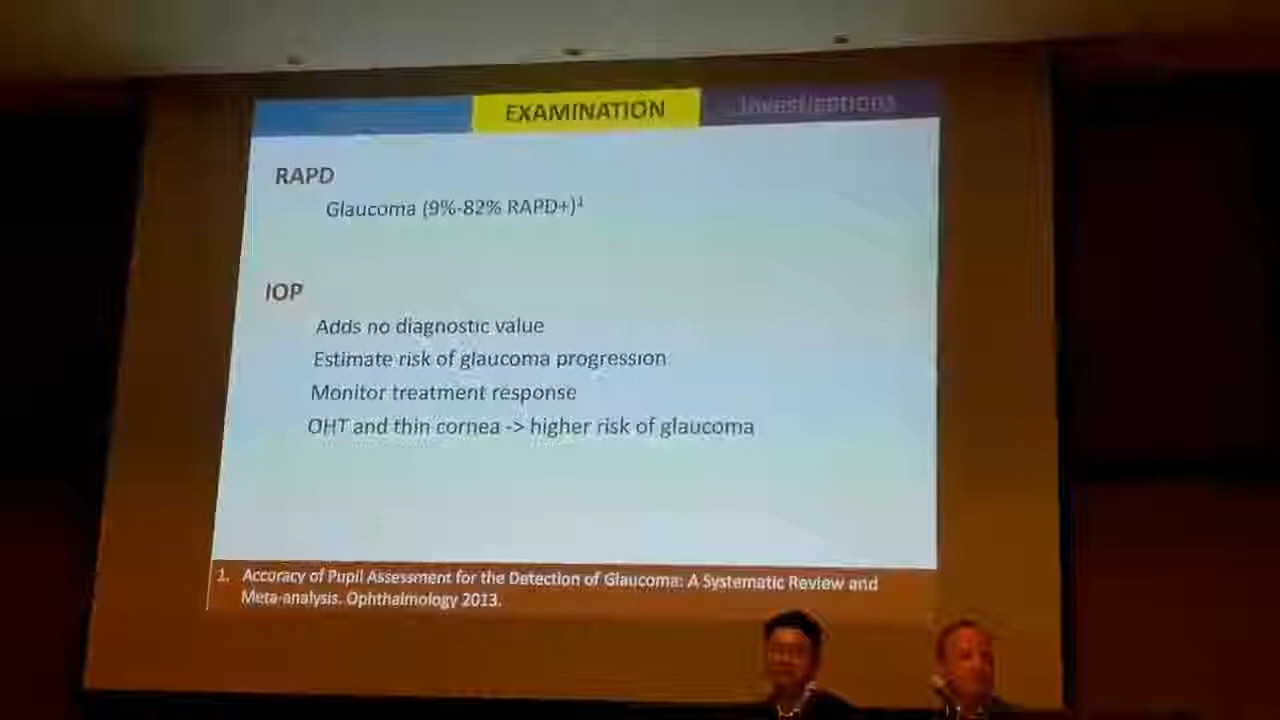 EXAMINATION
Investigations
RAPD
Glaucoma (9%-82% RAPD+)¹
IOP
Adds no diagnostic value
Estimate risk of glaucoma progression
Monitor treatment response
OHT and thin cornea -> higher risk of glaucoma
1. Accuracy of Pupil Assessment for the Detection of Glaucoma: A Systematic Review and
Meta-analysis. Ophthalmology 2013.